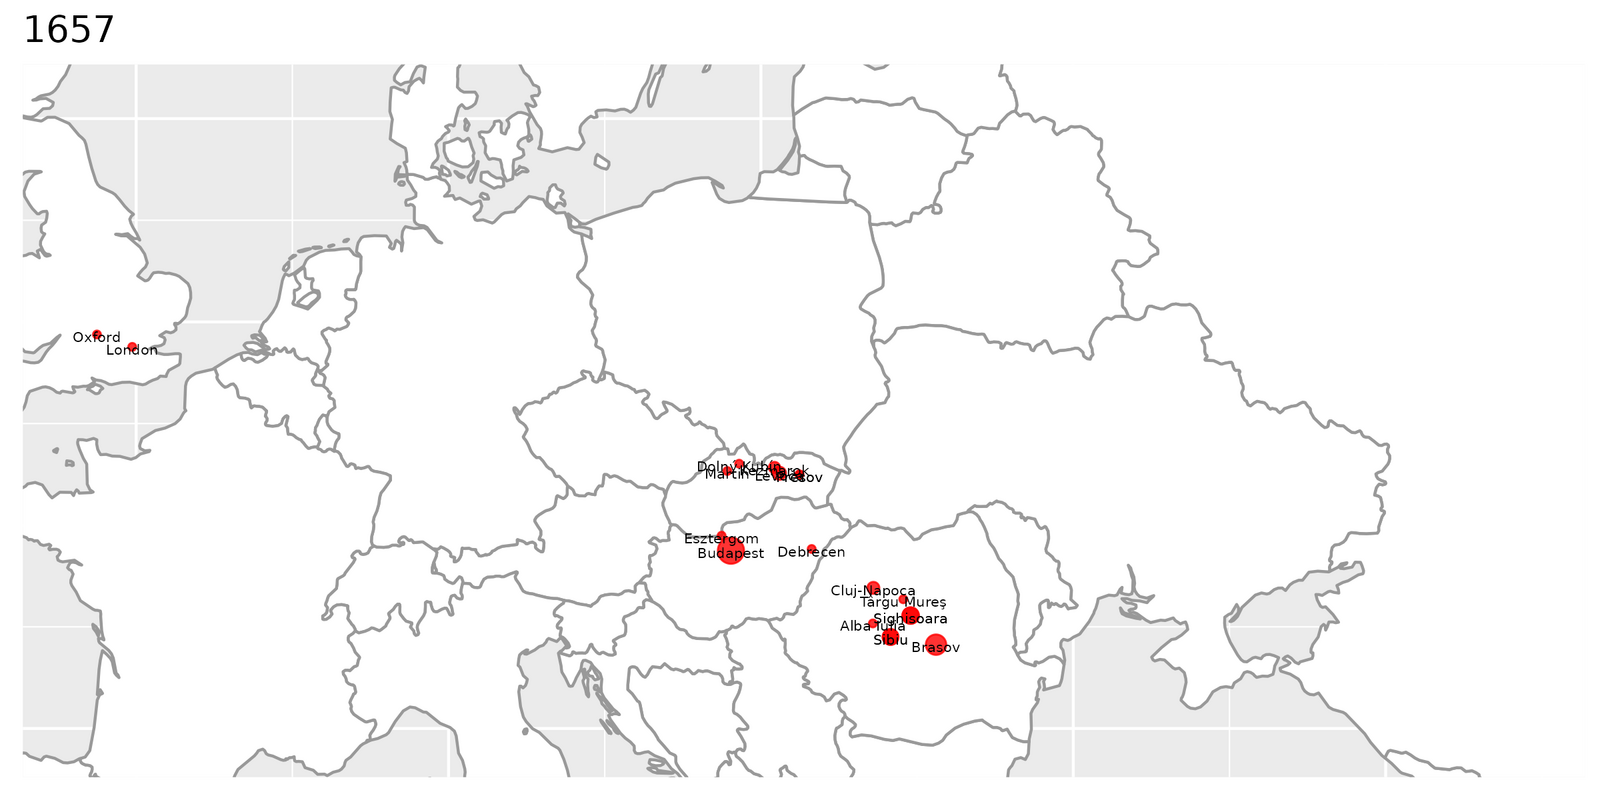 1657
Oxford
London
Dolny Kubin
Kezmarok
Martin
Levoca
Presov
Esztergom
Budapest
Debrecen
Cluj-Napoca
Târgu Mureş
Sighisoara
Alba Iulia
Sibiu
Brasov